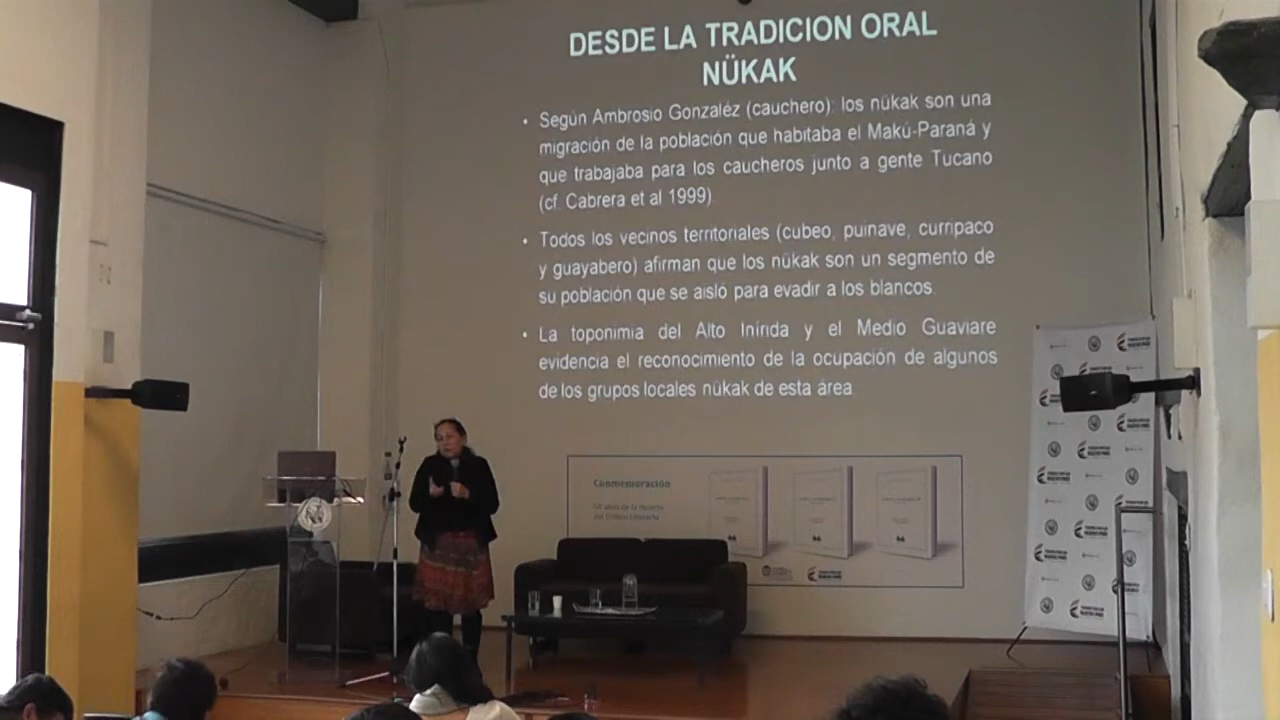 DESDE LA TRADICION ORAL
NÜKAK
• Según Ambrosio Gonzaléz (cauchero): los nükak son una
migración de la población que habitaba el Makú-Paraná y
que trabajaba para los caucheros junto a gente Tucano
(cf. Cabrera et al 1999).
• Todos los vecinos territoriales (cubeo, puinave, curripaco
y guayabero) afirman que los nükak son un segmento de
su población que se aisló para evadir a los blancos.
• La toponimia del Alto Inírida y el Medio Guaviare
evidencia el reconocimiento de la ocupación de algunos
de los grupos locales nükak de esta área.
Conmemoración